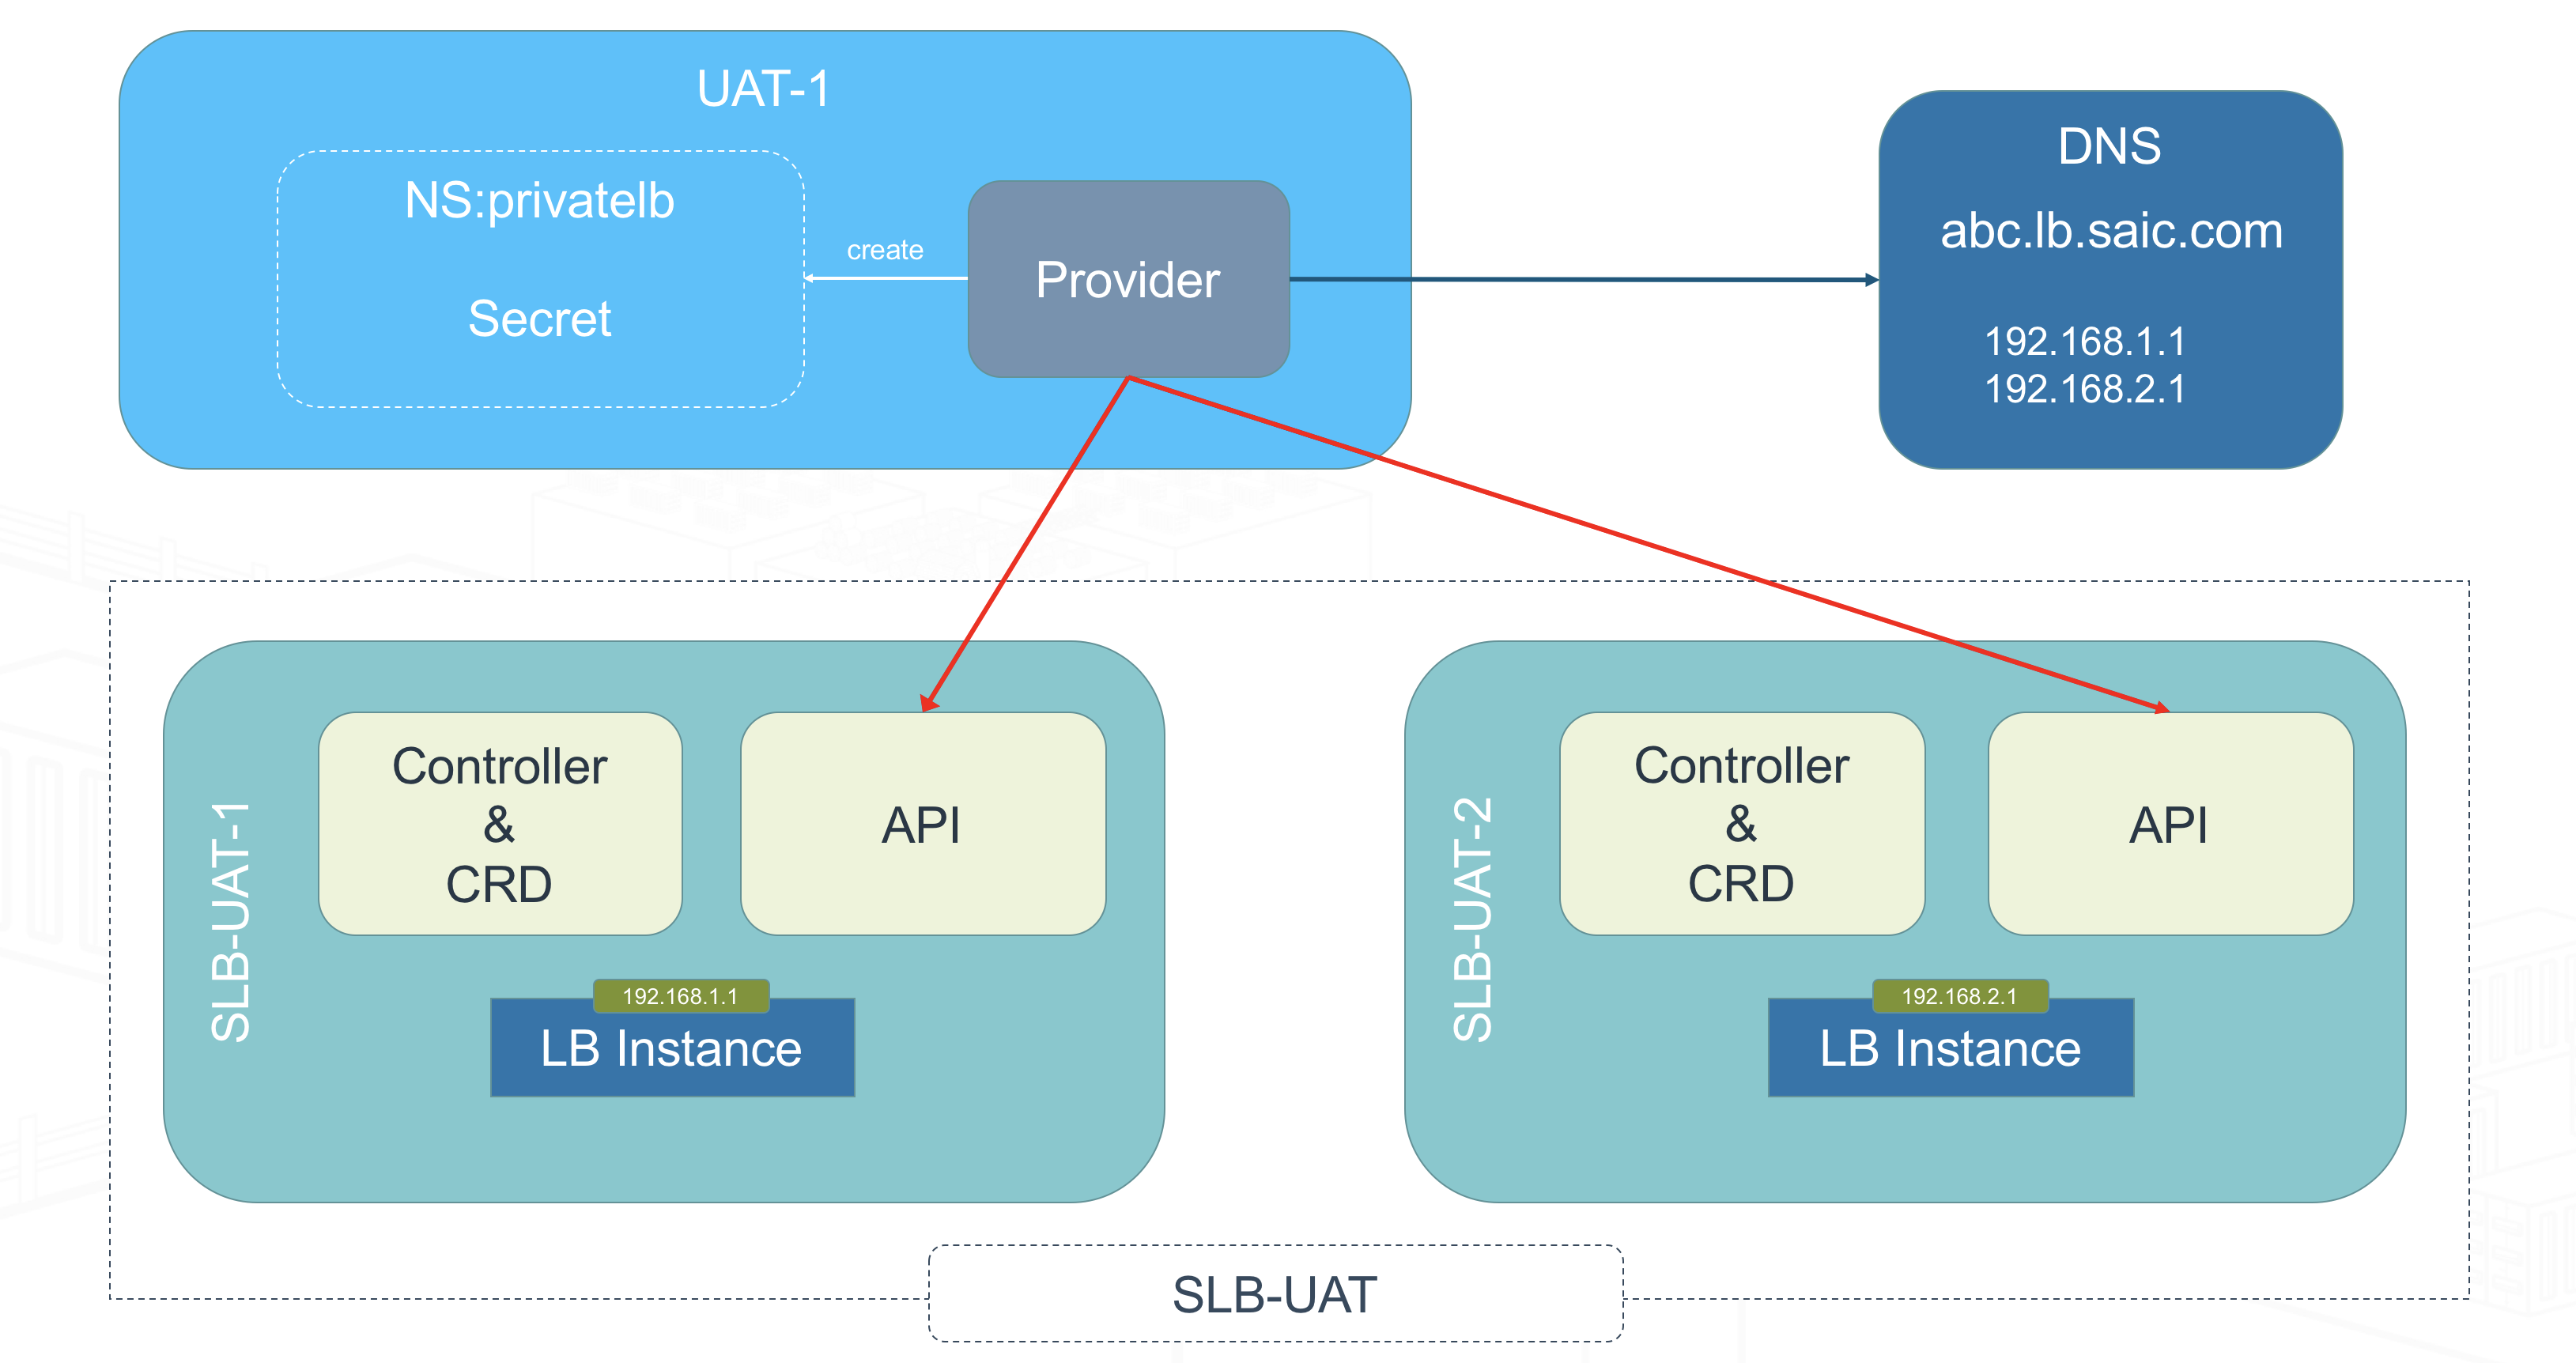 UAT-1
NS:privatelb
Secret
create
Provider
DNS
abc.lb.saic.com
192.168.1.1
192.168.2.1
SLB-UAT-1
Controller
&
CRD
API
192.168.1.1
LB Instance
SLB-UAT-2
Controller
&
CRD
API
192.168.2.1
LB Instance
SLB-UAT